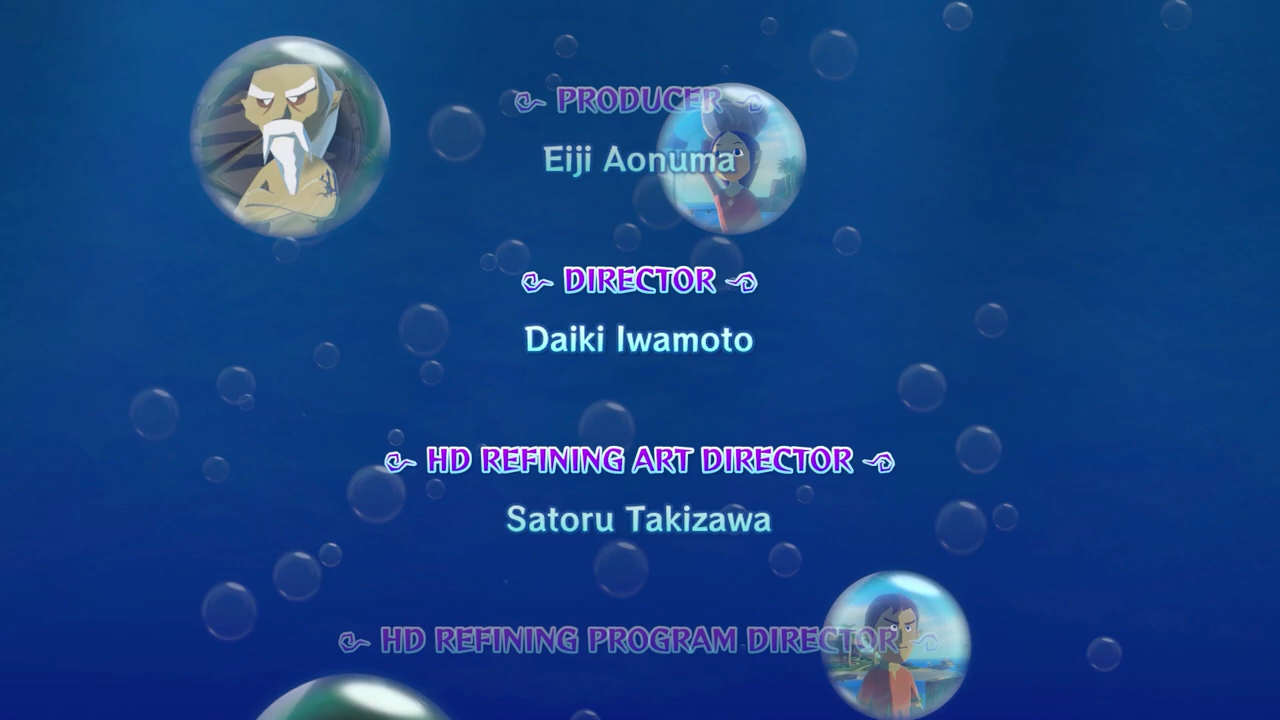 PRODUCER
Eiji Aonuma
DIRECTOR
Daiki Iwamoto
HD REFINING ART DIRECTOR
Satoru Takizawa
HD REFINING PROGRAM DIRECTOR